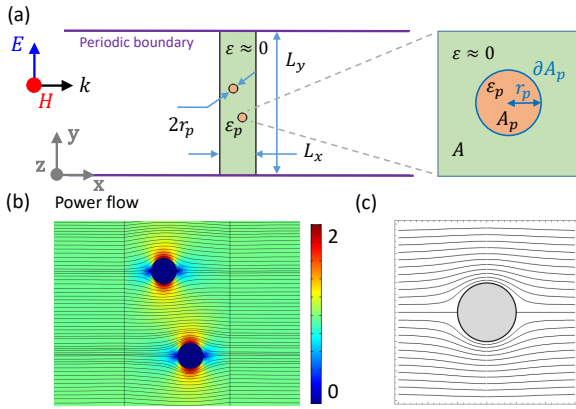 (a)
Periodic boundary
ε ≈ 0
L_y
E
k
H
2r_p
ε_p
L_x
y
z
x
ε ≈ 0
∂A_p
ε_p
r_p
A_p
A
(b) Power flow
2
0
(c)